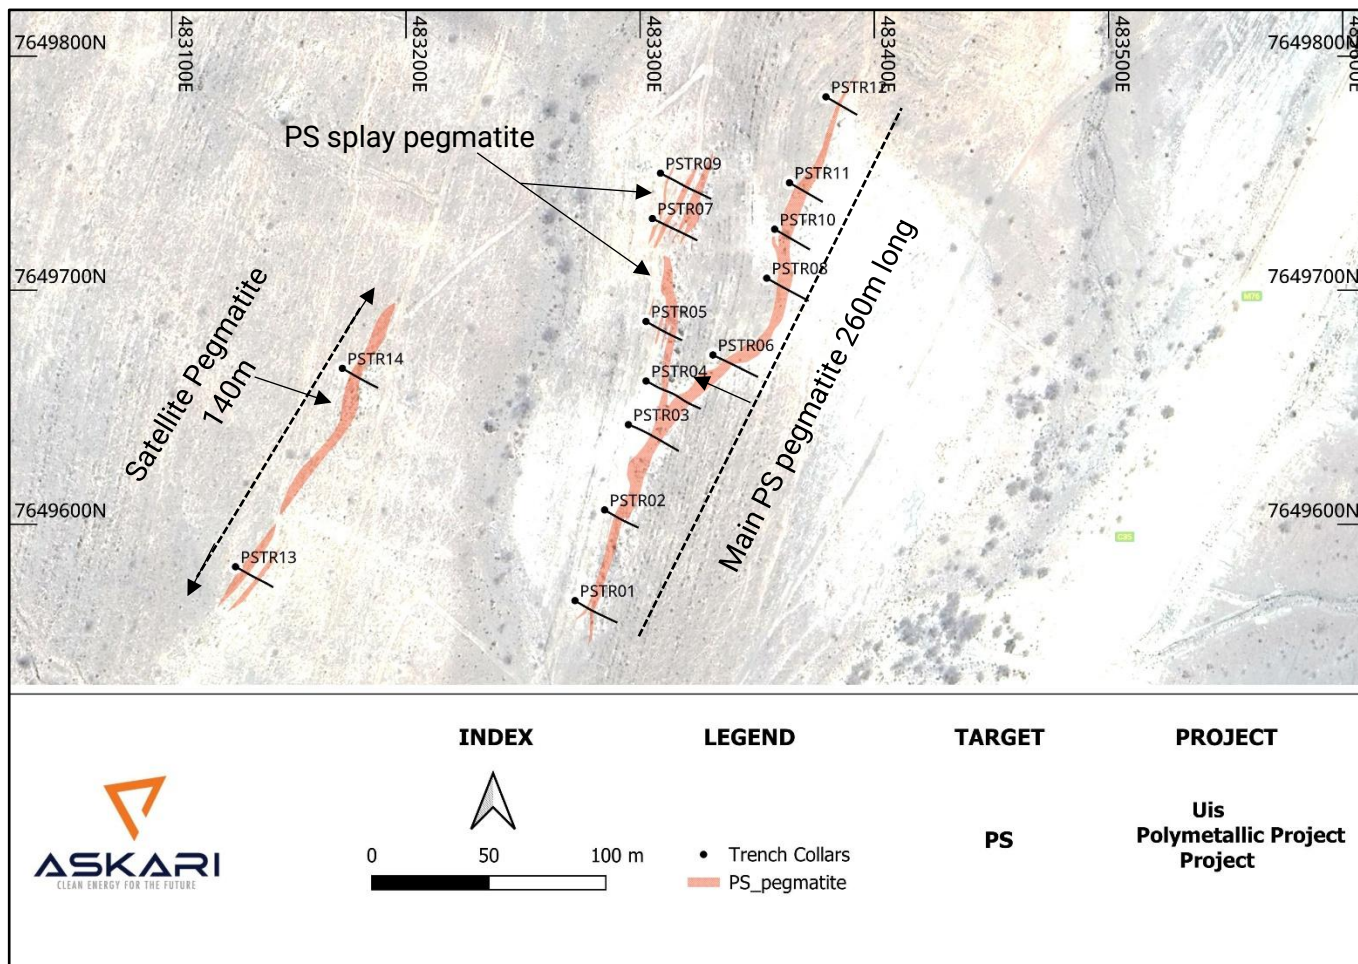 483100E
483200E
483300E
483400E
483500E
7649800N
7649800N
PSTR12
PS splay pegmatite
PSTR09
PSTR11
PSTR07
PSTR10
PSTR08
7649700N
7649700N
M76
PSTR05
PSTR06
PSTR14
PSTR04
PSTR03
Satellite Pegmatite
140m
Main PS pegmatite 260m long
PSTR02
7649600N
7649600N
C35
PSTR13
PSTR01
INDEX
LEGEND
TARGET
PROJECT
ASKARI
CLEAN ENERGY FOR THE FUTURE
0 50 100 m
Trench Collars
PS_pegmatite
PS
Uis
Polymetallic Project
Project